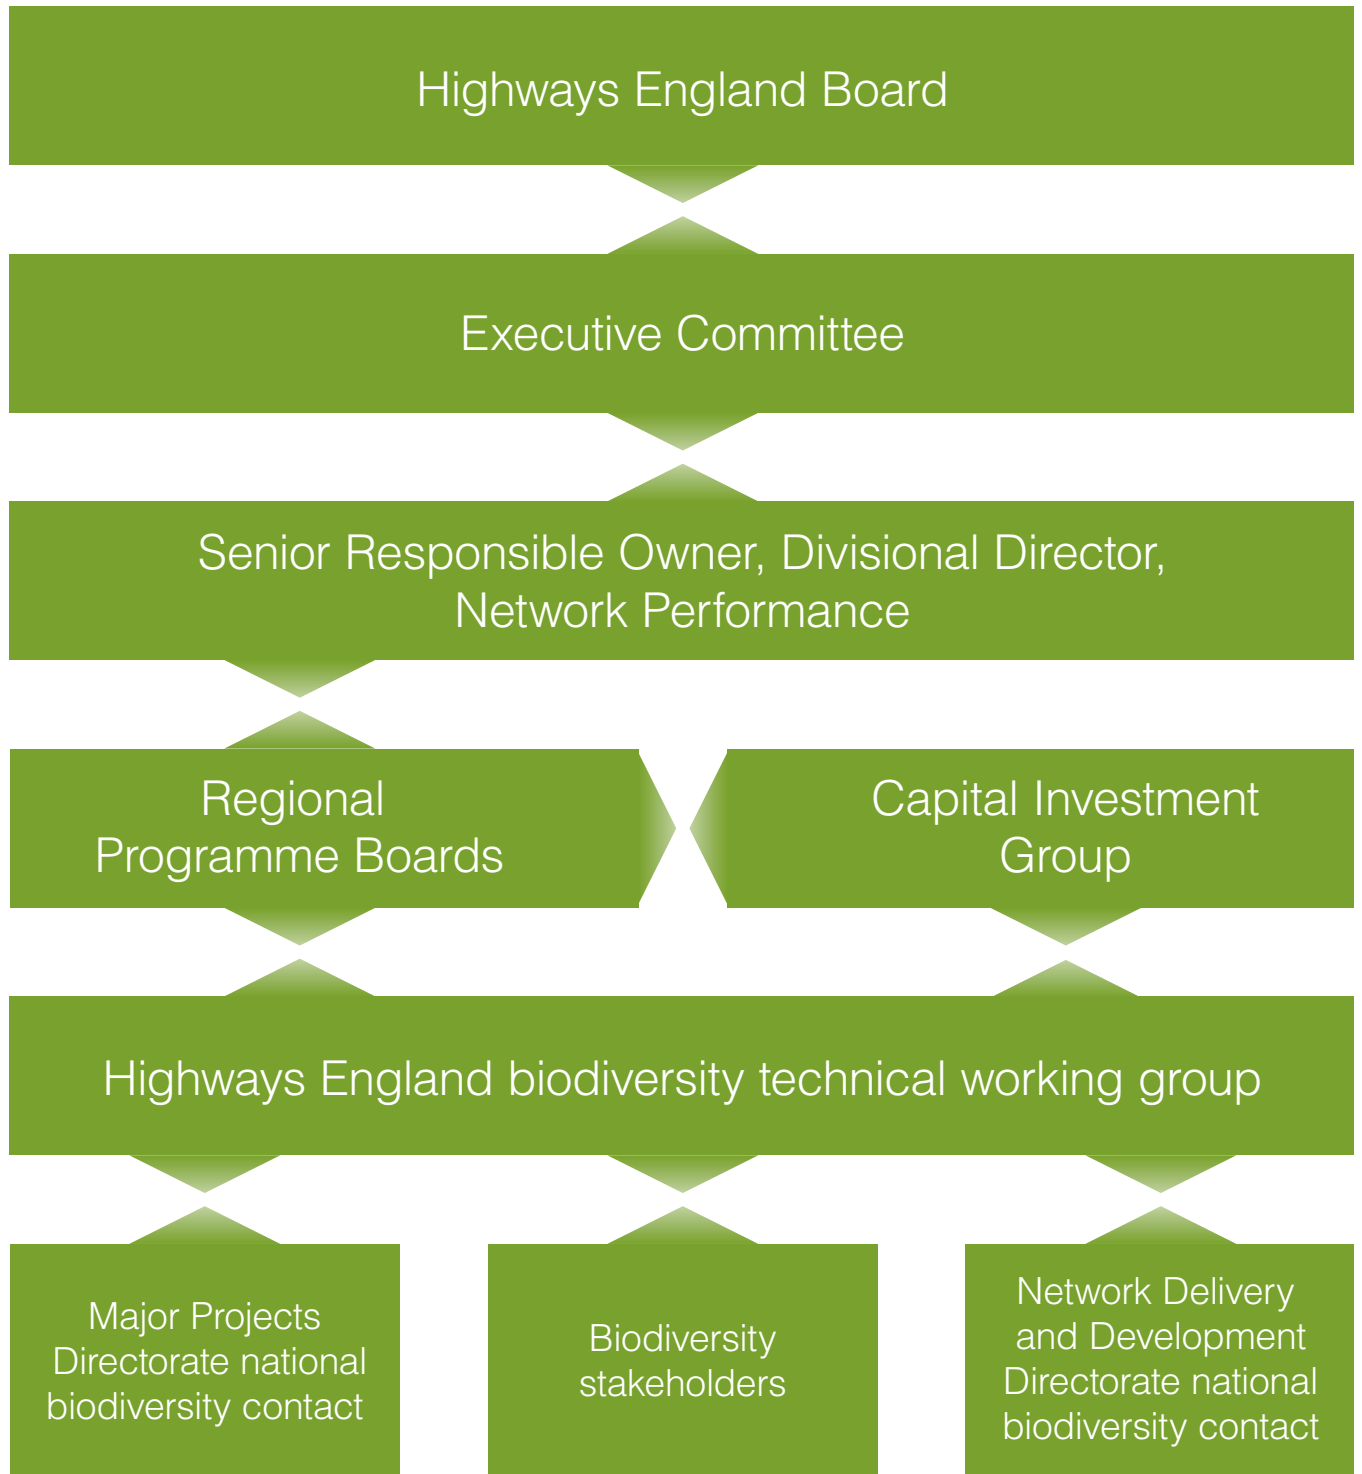 Highways England Board
Executive Committee
Senior Responsible Owner, Divisional Director,
Network Performance
Regional
Programme Boards
Capital Investment
Group
Highways England biodiversity technical working group
Major Projects
Directorate national
biodiversity contact
Biodiversity
stakeholders
Network Delivery
and Development
Directorate national
biodiversity contact